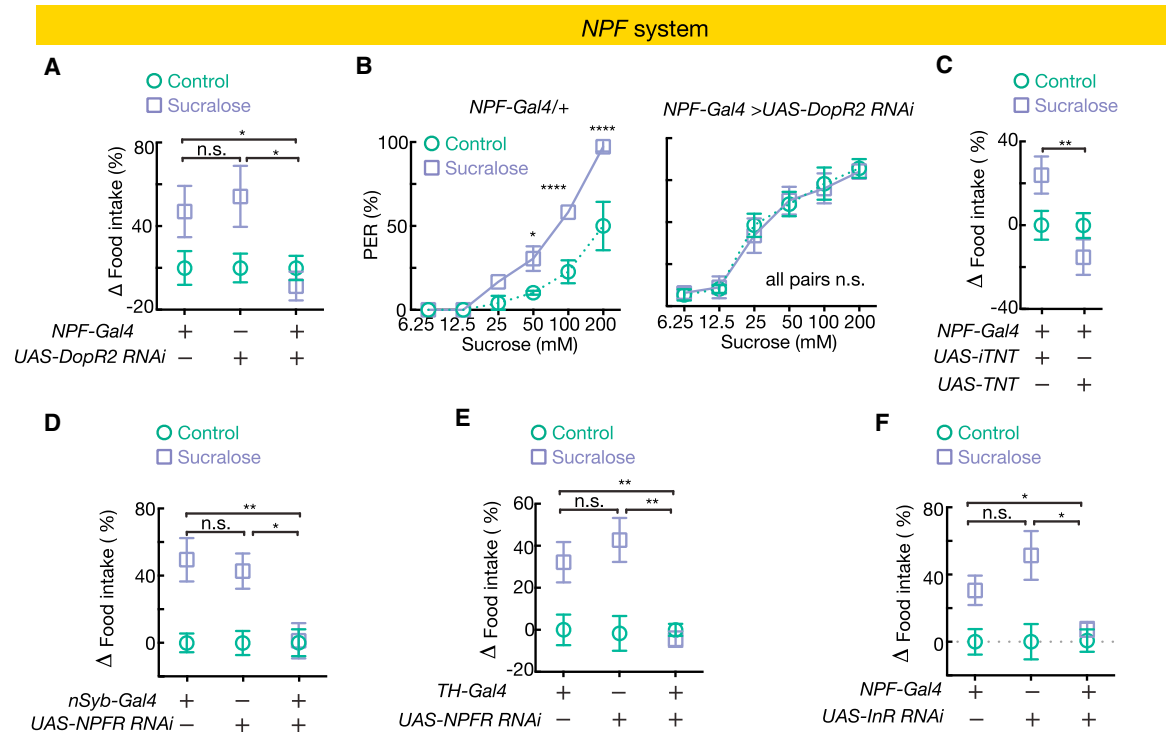 NPF system
A
Control
Sucralose
Δ Food intake (%)
80
40
-20
*
n.s.
*
NPF-Gal4 + − +
UAS-DopR2 RNAi − + +
B
NPF-Gal4/+
Control
Sucralose
PER (%)
100
50
0
*
****
****
6.25 12.5 25 50 100 200
Sucrose (mM)
NPF-Gal4 >UAS-DopR2 RNAi
all pairs n.s.
6.25 12.5 25 50 100 200
Sucrose (mM)
C
Control
Sucralose
Δ Food intake ( %)
40
0
-40
**
NPF-Gal4 + +
UAS-iTNT + −
UAS-TNT − +
D
Control
Sucralose
Δ Food intake ( %)
80
40
0
**
n.s.
*
nSyb-Gal4 + − +
UAS-NPFR RNAi − + +
E
Control
Sucralose
Δ Food intake ( %)
60
40
20
0
-20
**
n.s.
**
TH-Gal4 + − +
UAS-NPFR RNAi − + +
F
Control
Sucralose
Δ Food intake ( %)
80
40
0
*
n.s.
*
NPF-Gal4 + − +
UAS-InR RNAi − + +